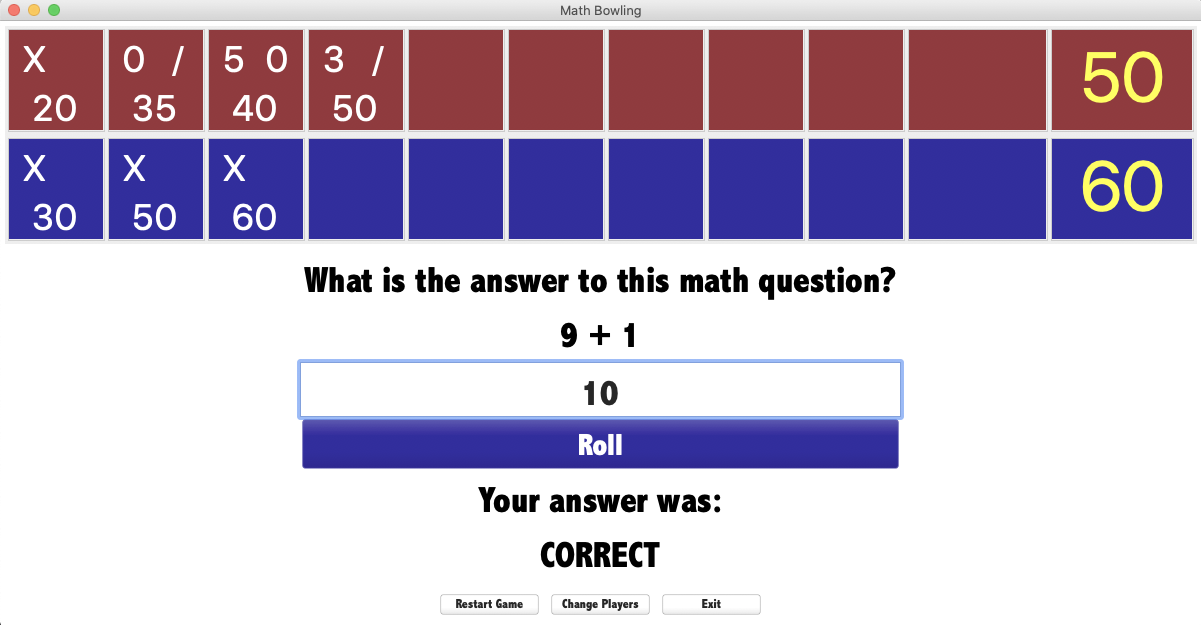 Math Bowling
X 0 / 5 0 3 /
20 35 40 50 50
X X X
30 50 60 60
What is the answer to this math question?
9 + 1
10
Roll
Your answer was:
CORRECT
Restart Game Change Players Exit